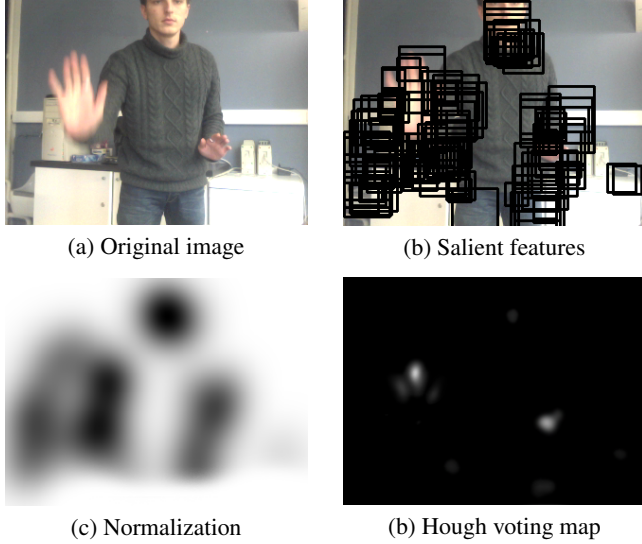 (a) Original image
(b) Salient features
(c) Normalization
(b) Hough voting map